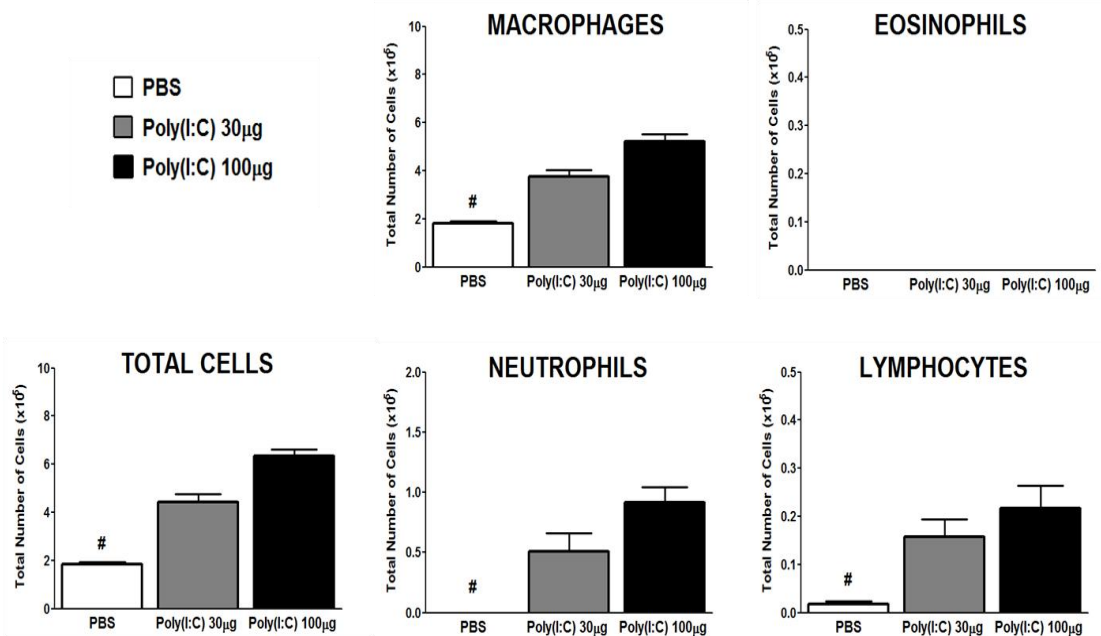 PBS
Poly(I:C) 30μg
Poly(I:C) 100μg
MACROPHAGES
Total Number of Cells (x10⁵)
10
8
6
4
2
0
#
PBS
Poly(I:C) 30μg
Poly(I:C) 100μg
EOSINOPHILS
Total Number of Cells (x10⁵)
0.5
0.4
0.3
0.2
0.1
0.0
PBS
Poly(I:C) 30μg
Poly(I:C) 100μg
TOTAL CELLS
Total Number of Cells (x10⁵)
10
8
6
4
2
0
#
PBS
Poly(I:C) 30μg
Poly(I:C) 100μg
NEUTROPHILS
Total Number of Cells (x10⁵)
2.0
1.5
1.0
0.5
0.0
#
PBS
Poly(I:C) 30μg
Poly(I:C) 100μg
LYMPHOCYTES
Total Number of Cells (x10⁵)
0.5
0.4
0.3
0.2
0.1
0.0
#
PBS
Poly(I:C) 30μg
Poly(I:C) 100μg